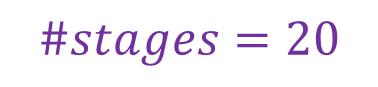 #stages = 20